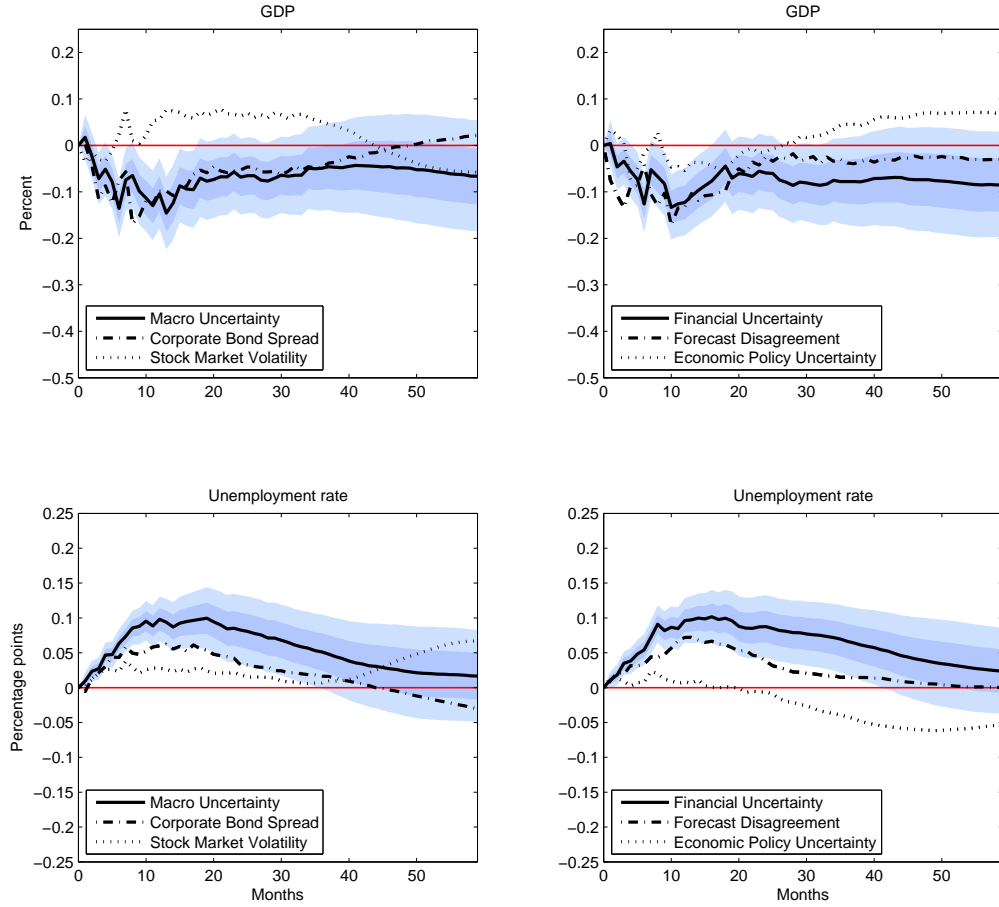 GDP
0.2
0.1
0
−0.1
−0.2
−0.3
−0.4
−0.5
Percent
Macro Uncertainty
Corporate Bond Spread
Stock Market Volatility
0 10 20 30 40 50
GDP
0.2
0.1
0
−0.1
−0.2
−0.3
−0.4
−0.5
Financial Uncertainty
Forecast Disagreement
Economic Policy Uncertainty
0 10 20 30 40 50
Unemployment rate
0.25
0.2
0.15
0.1
0.05
0
−0.05
−0.1
−0.15
−0.2
−0.25
Percentage points
Macro Uncertainty
Corporate Bond Spread
Stock Market Volatility
0 10 20 30 40 50
Months
Unemployment rate
0.25
0.2
0.15
0.1
0.05
0
−0.05
−0.1
−0.15
−0.2
−0.25
Financial Uncertainty
Forecast Disagreement
Economic Policy Uncertainty
0 10 20 30 40 50
Months